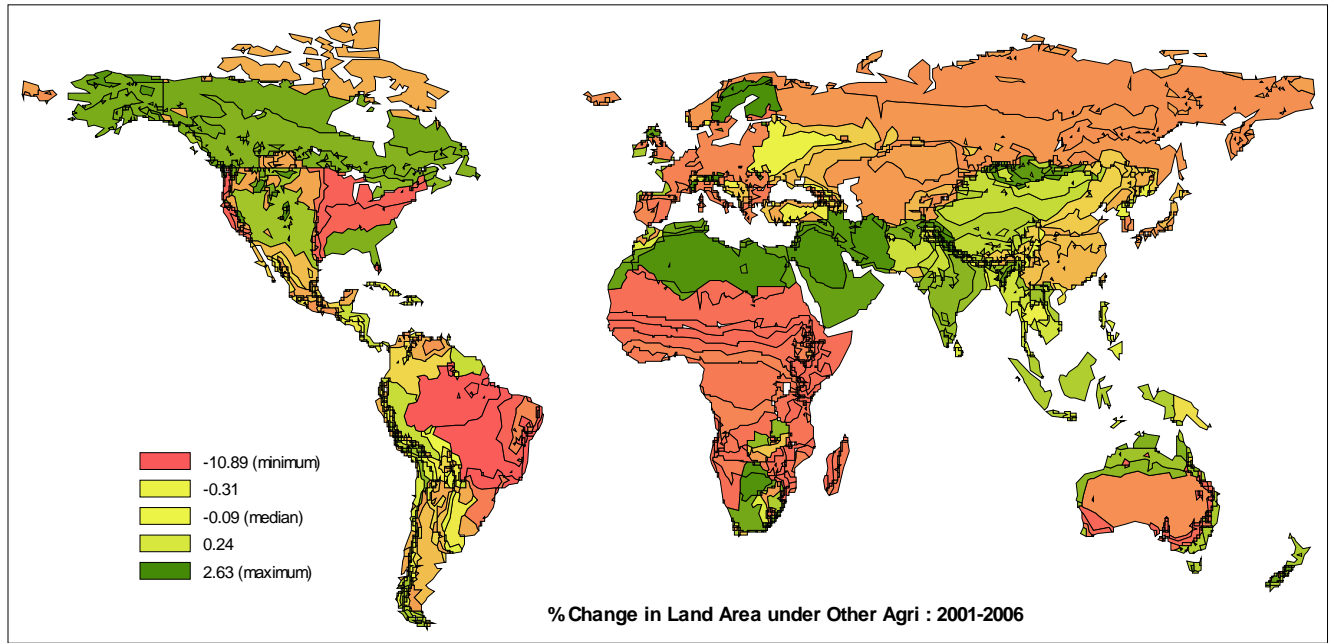 -10.89 (minimum)
-0.31
-0.09 (median)
0.24
2.63 (maximum)
% Change in Land Area under Other Agri : 2001-2006